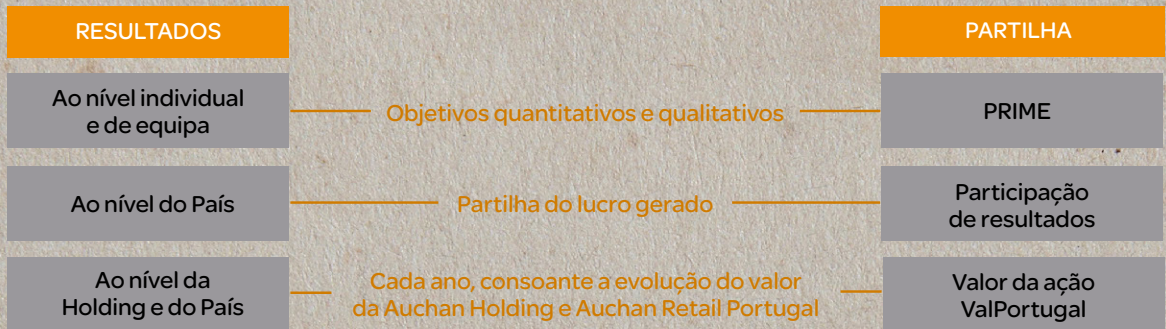 RESULTADOS
PARTILHA
Ao nível individual
e de equipa
Objetivos quantitativos e qualitativos
PRIME
Ao nível do País
Partilha do lucro gerado
Participação
de resultados
Ao nível da
Holding e do País
Cada ano, consoante a evolução do valor
da Auchan Holding e Auchan Retail Portugal
Valor da ação
ValPortugal